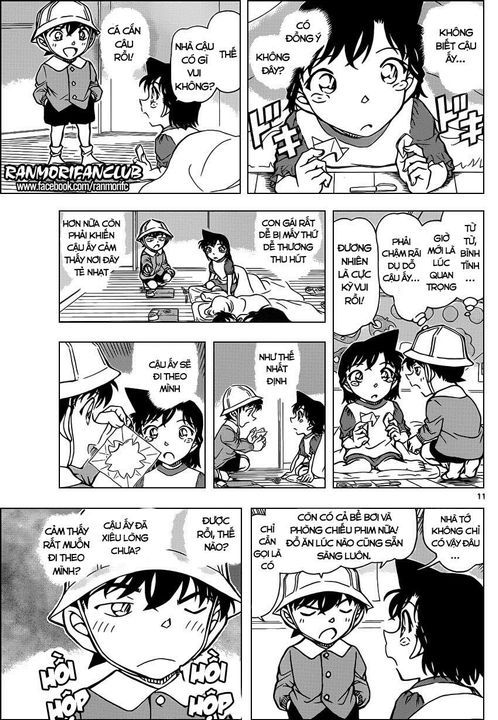 KHÔNG
BIẾT CẬU
ẤY...
CÓ
ĐỒNG Ý
KHÔNG
ĐÂY?
THẾ
NHÀ CẬU
CÓ GÌ
VUI
KHÔNG?
CÁ CẮN
CÂU
RỒI!
RANMORIFANCLUB
www.facebook.com/ranmorifc
TỪ
TỪ,
BÌNH
TĨNH...
GIỜ
MỚI LÀ
LÚC
QUAN
TRỌNG
PHẢI
CHẬM RÃI
DỤ DỖ
CẬU ẤY...
ĐƯƠNG
NHIÊN
LÀ CỰC
KỲ VUI
RỒI!
CON GÁI RẤT
DỄ BỊ MẤY THỨ
DỄ THƯƠNG
THU HÚT
HƠN NỮA CÒN
PHẢI KHIẾN
CẬU ẤY CẢM
THẤY NƠI ĐÂY
TẺ NHẠT
NHƯ THẾ
NHẤT
ĐỊNH
CẬU ẤY SẼ
ĐI THEO
MÌNH
11
NHÀ TỚ
KHÔNG CHỈ
CÓ VẬY ĐÂU
...
CÒN CÓ CẢ BỂ BƠI VÀ
PHÒNG CHIẾU PHIM NỮA!
ĐỒ ĂN LÚC NÀO CŨNG SẴN
SÀNG LUÔN.
CHỈ CẦN
GỌI LÀ
CÓ
ĐƯỢC
RỒI, THẾ
NÀO?
CẬU ẤY ĐÃ
XIÊU LÒNG
CHƯA?
CẢM THẤY
RẤT MUỐN
ĐI THEO
MÌNH?
HỒI
HỘP
HỒI
HỘP